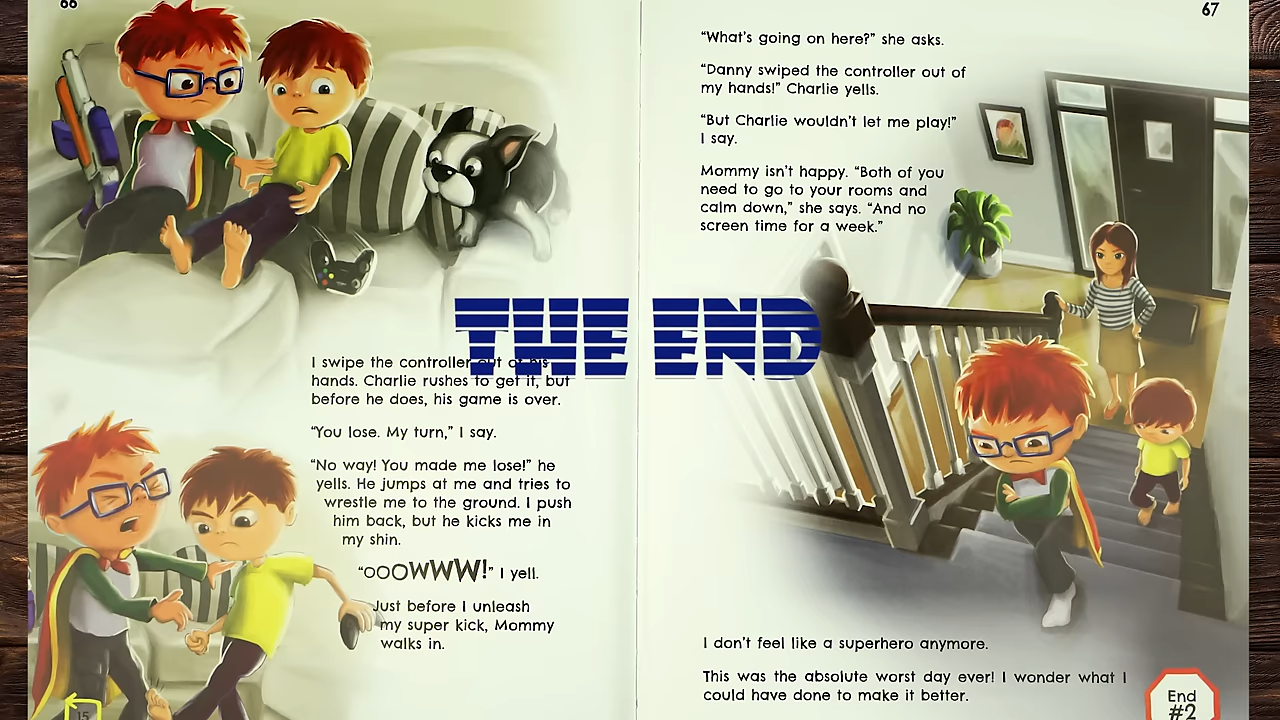 66
I swipe the controller out of his
hands. Charlie rushes to get it, but
before he does, his game is over.
“You lose. My turn,” I say.
“No way! You made me lose!” he
yells. He jumps at me and tries to
wrestle me to the ground. I push
him back, but he kicks me in
my shin.
“OOOWWW!” I yell.
Just before I unleash
my super kick, Mommy
walks in.
15
THE END
67
“What’s going on here?” she asks.
“Danny swiped the controller out of
my hands!” Charlie yells.
“But Charlie wouldn’t let me play!”
I say.
Mommy isn’t happy. “Both of you
need to go to your rooms and
calm down,” she says. “And no
screen time for a week.”
I don’t feel like a superhero anymore.
This was the absolute worst day ever! I wonder what I
could have done to make it better.
End
#2